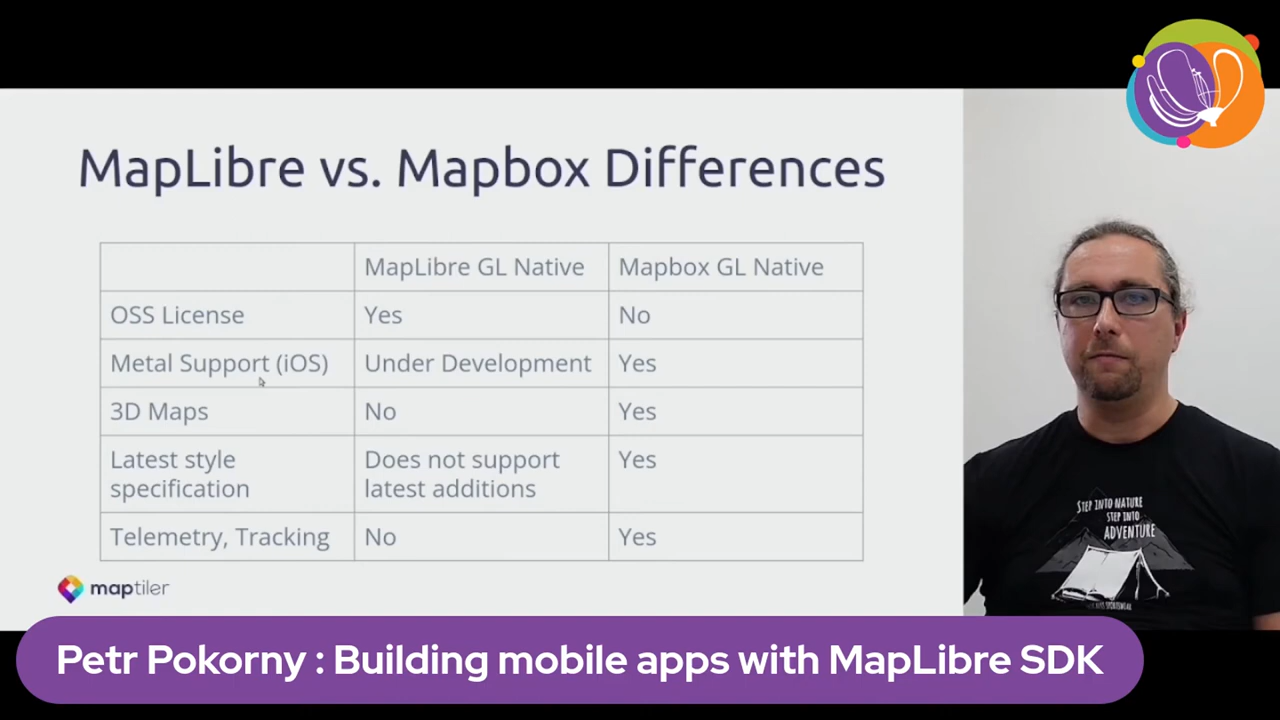 MapLibre vs. Mapbox Differences
MapLibre GL Native Mapbox GL Native
OSS License Yes No
Metal Support (iOS) Under Development Yes
3D Maps No Yes
Latest style specification Does not support latest additions Yes
Telemetry, Tracking No Yes
maptiler
STEP INTO NATURE
STEP INTO
ADVENTURE
Petr Pokorny : Building mobile apps with MapLibre SDK